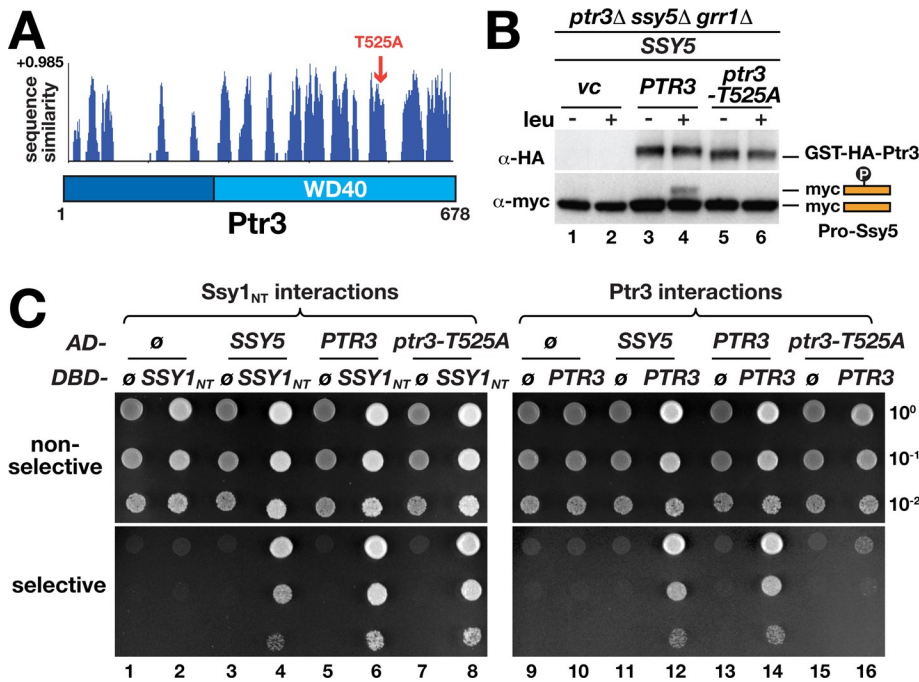 A
T525A
+0.985
sequence
similarity
WD40
1
678
Ptr3
B
ptr3Δ ssy5Δ grr1Δ
SSY5
vc
PTR3
ptr3
-T525A
leu - + - + - +
α-HA
GST-HA-Ptr3
P
myc
α-myc
myc
1 2 3 4 5 6
Pro-Ssy5
C
Ssy1NT interactions
Ptr3 interactions
AD- ø SSY5 PTR3 ptr3-T525A ø SSY5 PTR3 ptr3-T525A
DBD- ø SSY1NT ø SSY1NT ø SSY1NT ø SSY1NT ø PTR3 ø PTR3 ø PTR3 ø PTR3
10⁰
non-
selective
10⁻¹
10⁻²
selective
1 2 3 4 5 6 7 8 9 10 11 12 13 14 15 16